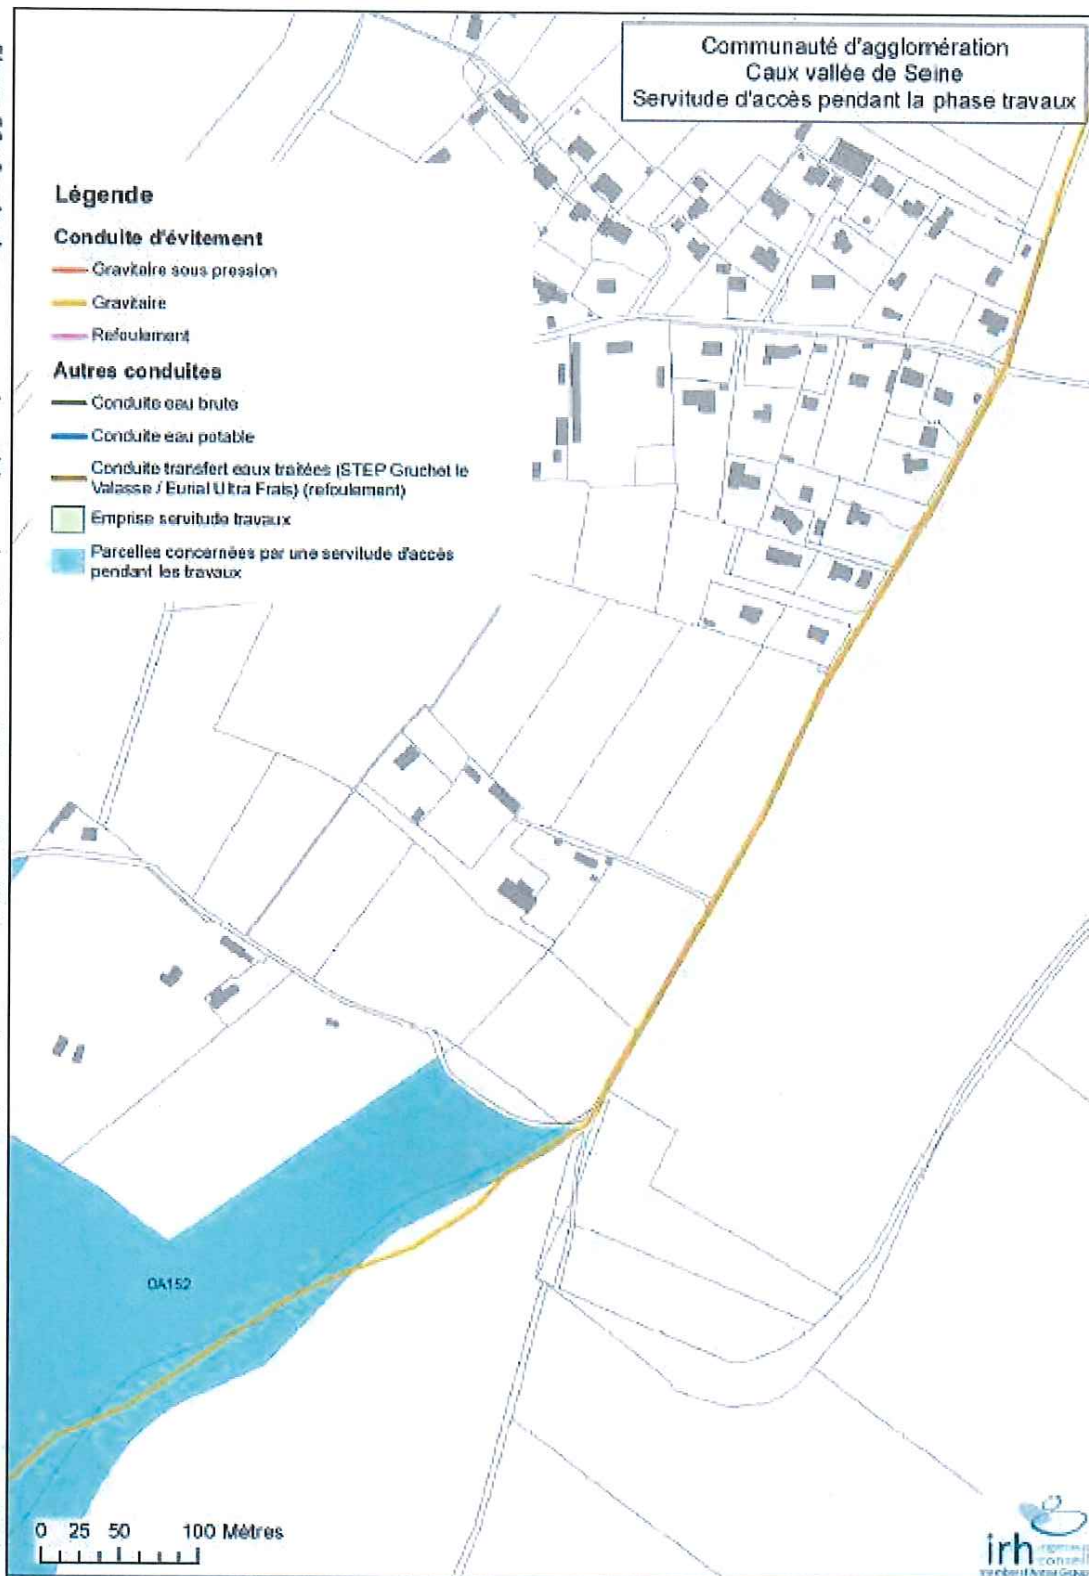 Communauté d'agglomération
Caux vallée de Seine
Servitude d'accès pendant la phase travaux
Légende
Conduite d'évitement
Gravitaire sous pression
Gravitaire
Refoulement
Autres conduites
Conduite eau brute
Conduite eau potable
Conduite transfert eaux traitées (STEP Gruchet le
Valasse / Eurial Ultra Frais) (refoulement)
Emprise servitude travaux
Parcelles concernées par une servitude d'accès
pendant les travaux
0A152
0 25 50 100 Mètres
irh ingénieur
conseil